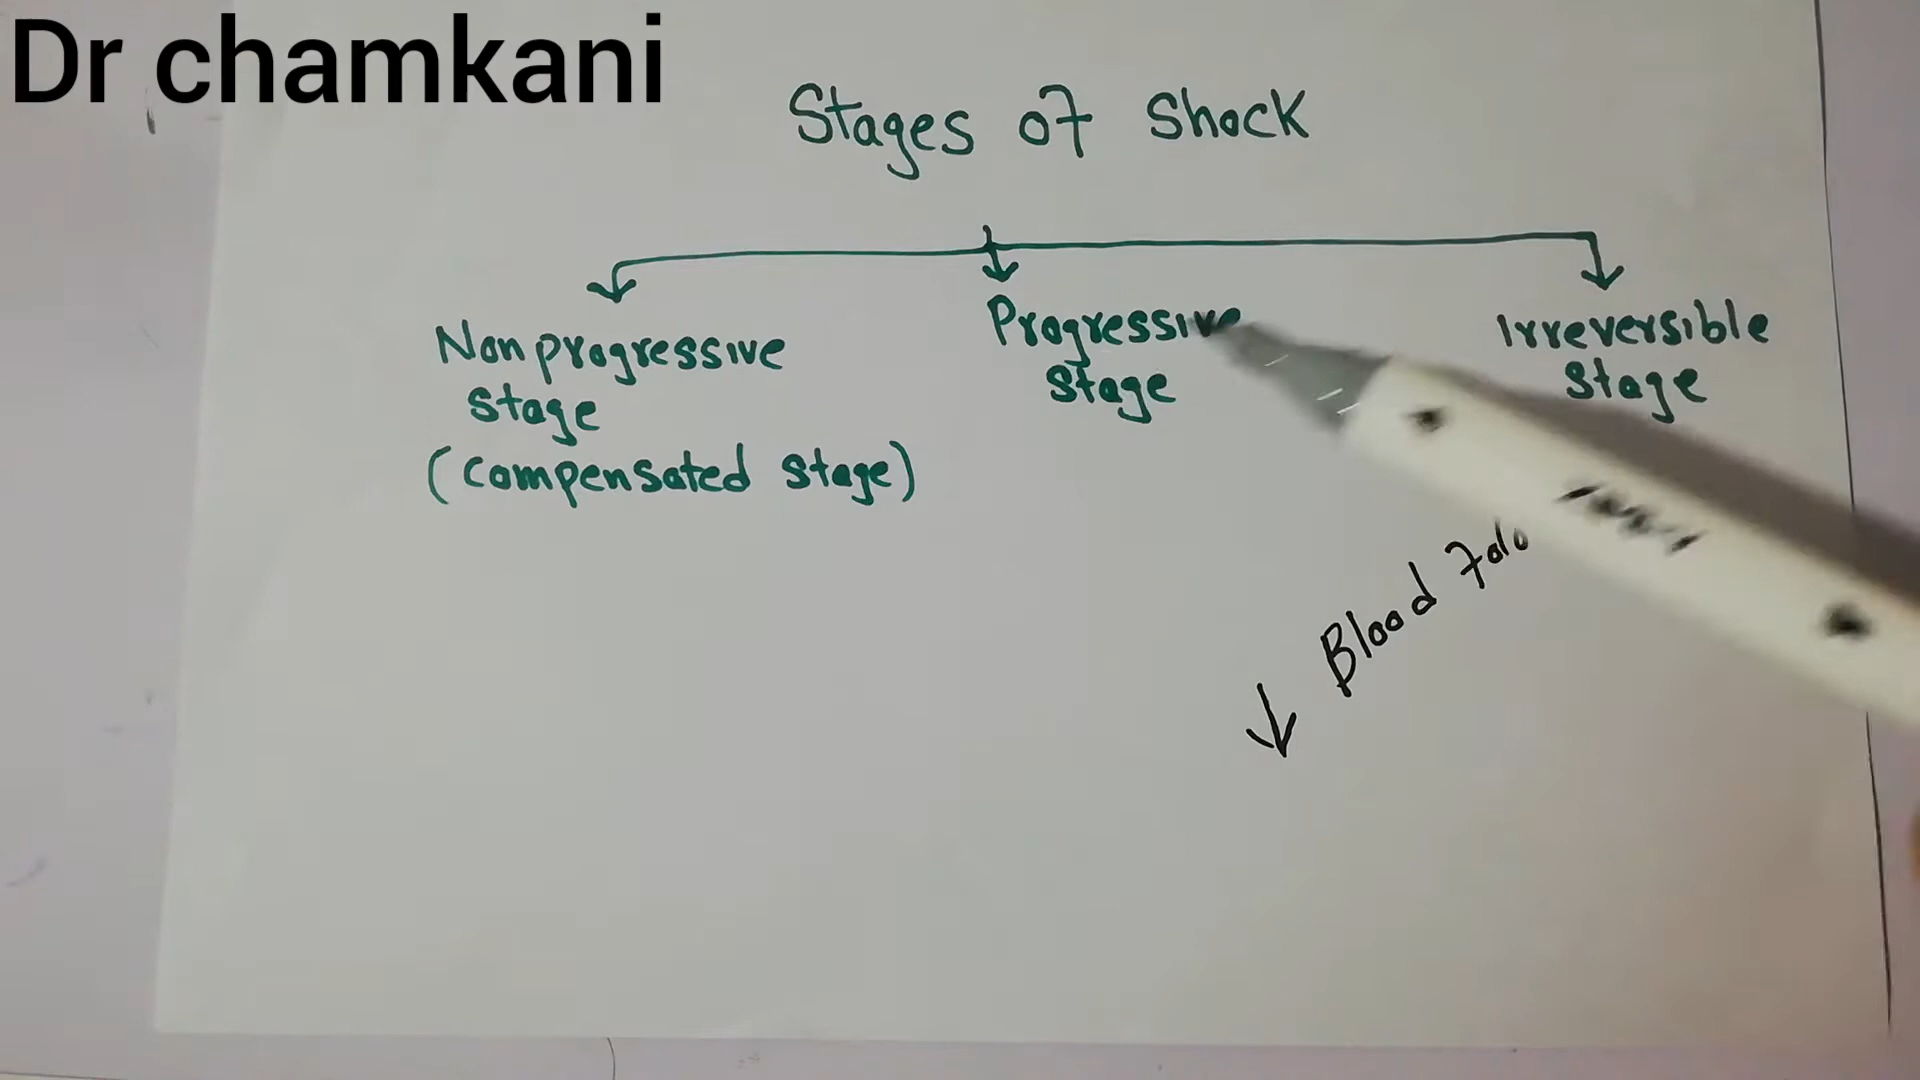 Dr chamkani
Stages of Shock
Nonprogressive
Stage
(Compensated Stage)
Progressive
Stage
Irreversible
Stage
↓ Blood